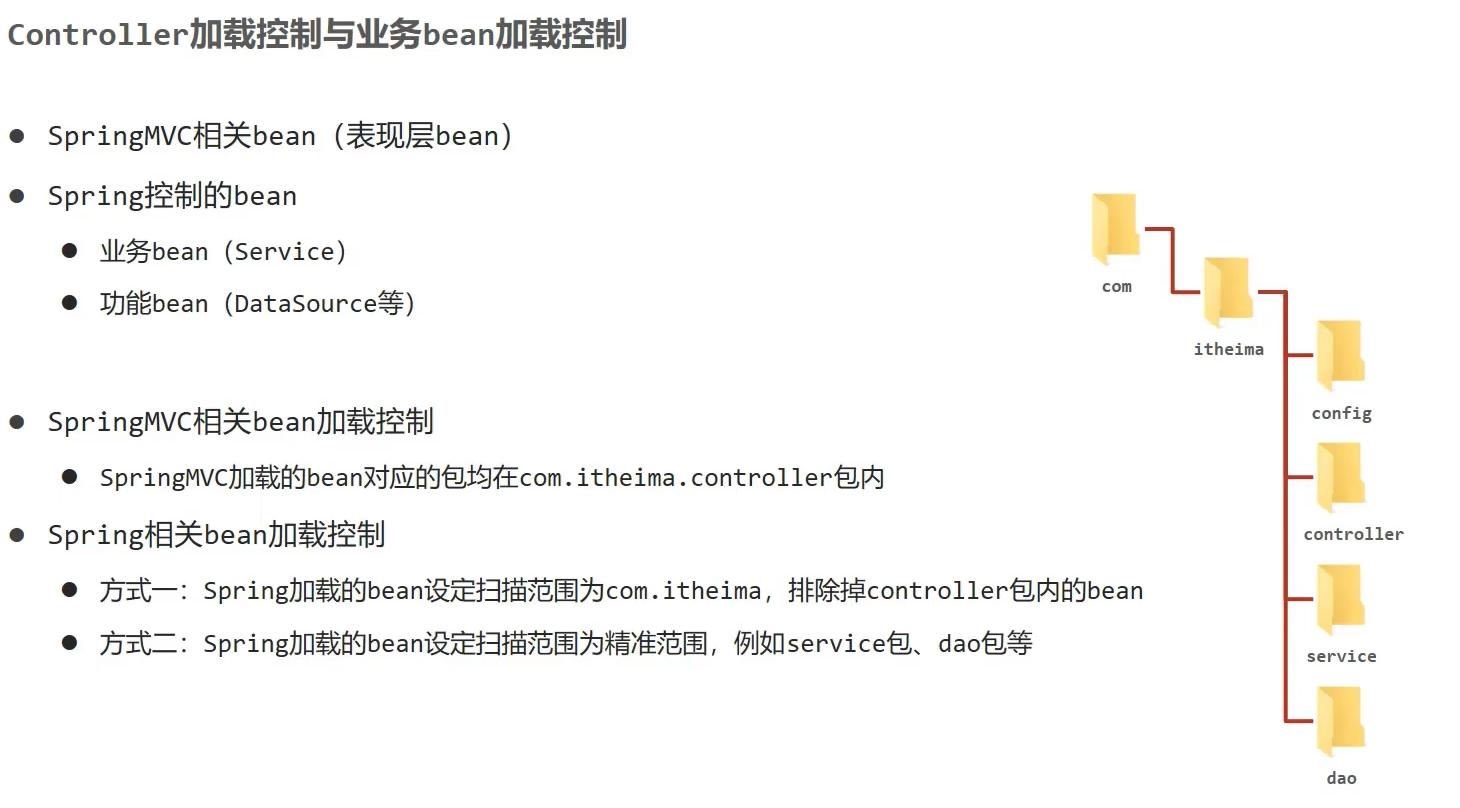 Controller加载控制与业务bean加载控制
SpringMVC相关bean（表现层bean）
Spring控制的bean
业务bean（Service）
功能bean（DataSource等）
SpringMVC相关bean加载控制
SpringMVC加载的bean对应的包均在com.itheima.controller包内
Spring相关bean加载控制
方式一：Spring加载的bean设定扫描范围为com.itheima，排除掉controller包内的bean
方式二：Spring加载的bean设定扫描范围为精准范围，例如service包、dao包等
com
itheima
config
controller
service
dao